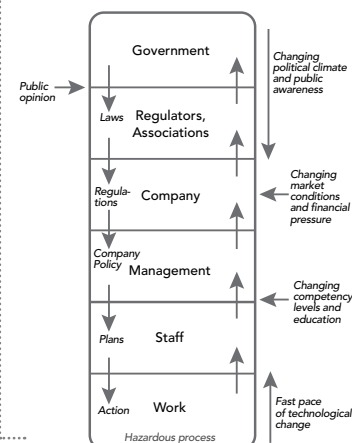 Government
Public
opinion
Changing
political climate
and public
awareness
Laws
Regulators,
Associations
Regula-
tions
Company
Changing
market
conditions
and financial
pressure
Company
Policy
Management
Changing
competency
levels and
education
Plans
Staff
Action
Work
Fast pace
of technological
change
Hazardous process